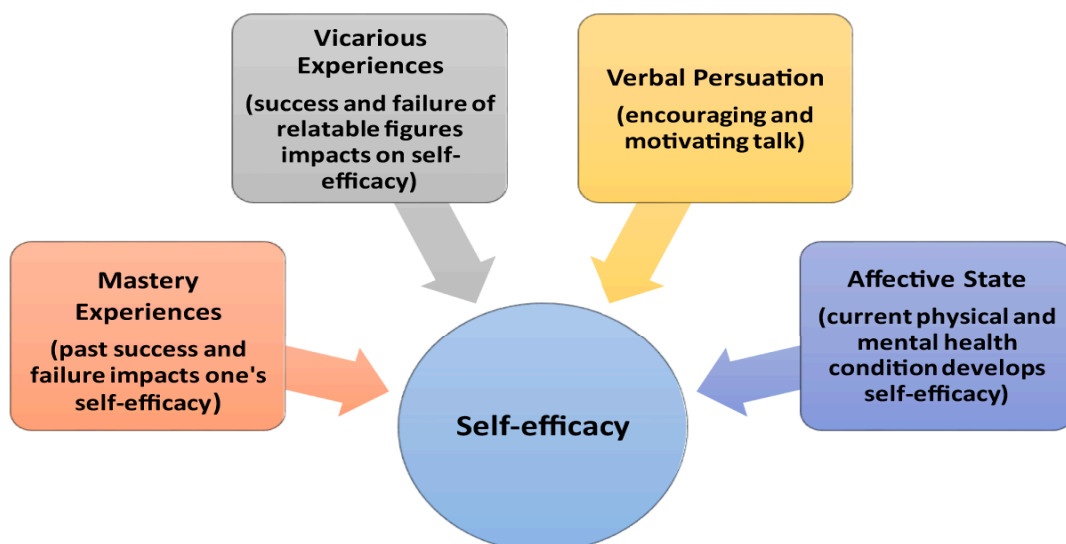 Vicarious
Experiences
(success and failure of
relatable figures
impacts on self-
efficacy)
Verbal Persuation
(encouraging and
motivating talk)
Mastery
Experiences
(past success and
failure impacts one's
self-efficacy)
Affective State
(current physical and
mental health
condition develops
self-efficacy)
Self-efficacy